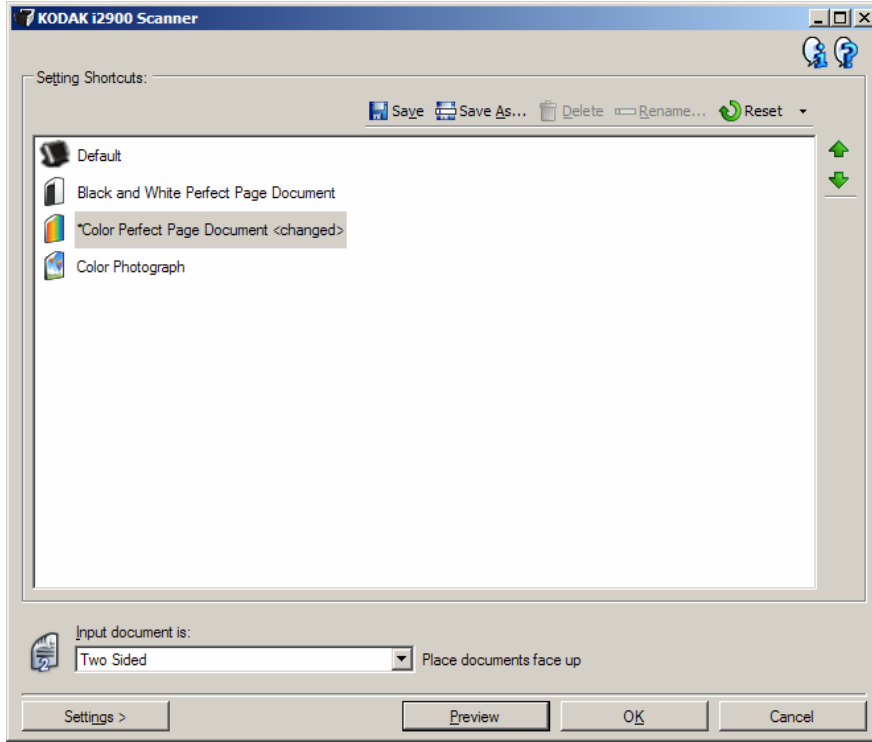 KODAK i2900 Scanner
Setting Shortcuts:
Save Save As... Delete Rename... Reset
Default
Black and White Perfect Page Document
*Color Perfect Page Document <changed>
Color Photograph
Input document is:
2 Two Sided Place documents face up
Settings > Preview OK Cancel